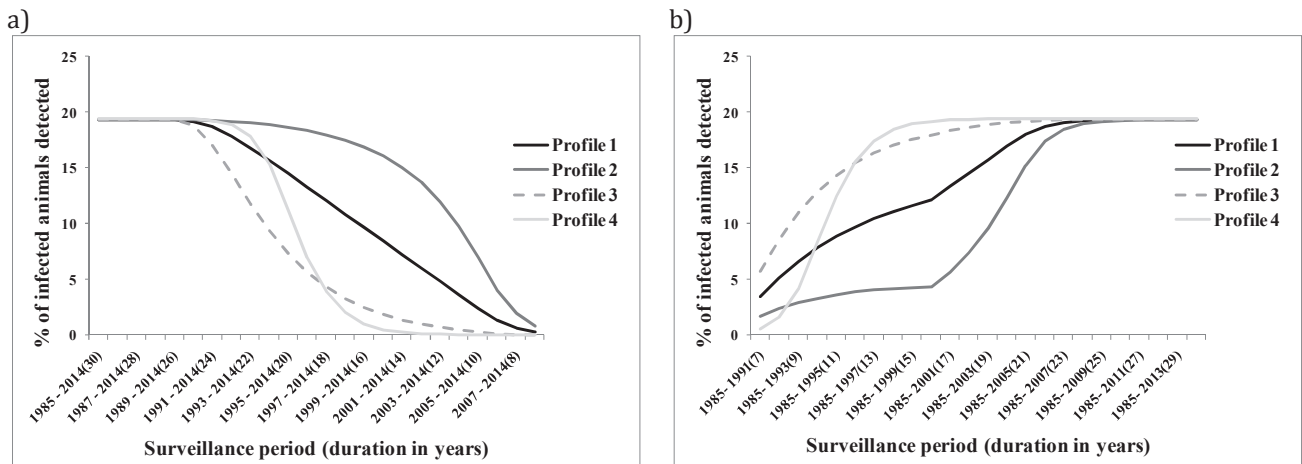 a)
25
20
15
10
5
0
% of infected animals detected
1985 - 2014(30)
1987 - 2014(28)
1989 - 2014(26)
1991 - 2014(24)
1993 - 2014(22)
1995 - 2014(20)
1997 - 2014(18)
1999 - 2014(16)
2001 - 2014(14)
2003 - 2014(12)
2005 - 2014(10)
2007 - 2014(8)
Surveillance period (duration in years)
Profile 1
Profile 2
Profile 3
Profile 4
b)
25
20
15
10
5
0
% of infected animals detected
1985- 1991(7)
1985- 1993(9)
1985- 1995(11)
1985- 1997(13)
1985- 1999(15)
1985- 2001(17)
1985- 2003(19)
1985- 2005(21)
1985- 2007(23)
1985- 2009(25)
1985- 2011(27)
1985- 2013(29)
Surveillance period (duration in years)
Profile 1
Profile 2
Profile 3
Profile 4